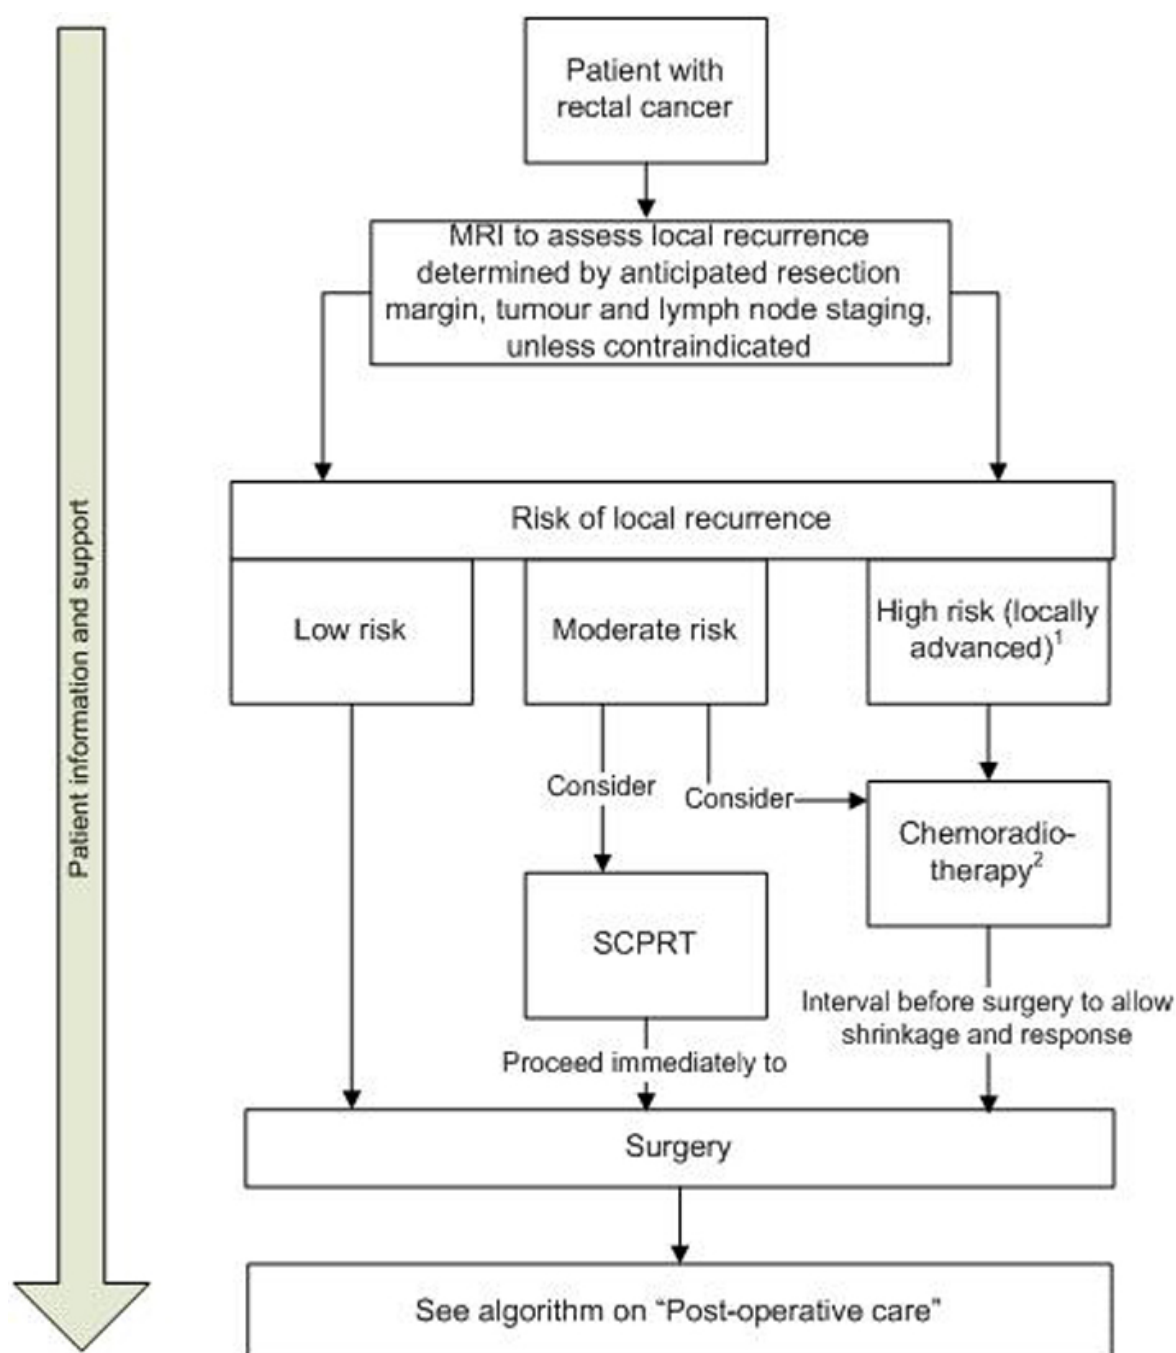 Patient information and support
Patient with
rectal cancer
MRI to assess local recurrence
determined by anticipated resection
margin, tumour and lymph node staging,
unless contraindicated
Risk of local recurrence
Low risk
Moderate risk
High risk (locally
advanced)1
Consider
Consider
Chemoradio-
therapy2
SCPRT
Interval before surgery to allow
shrinkage and response
Proceed immediately to
Surgery
See algorithm on “Post-operative care”